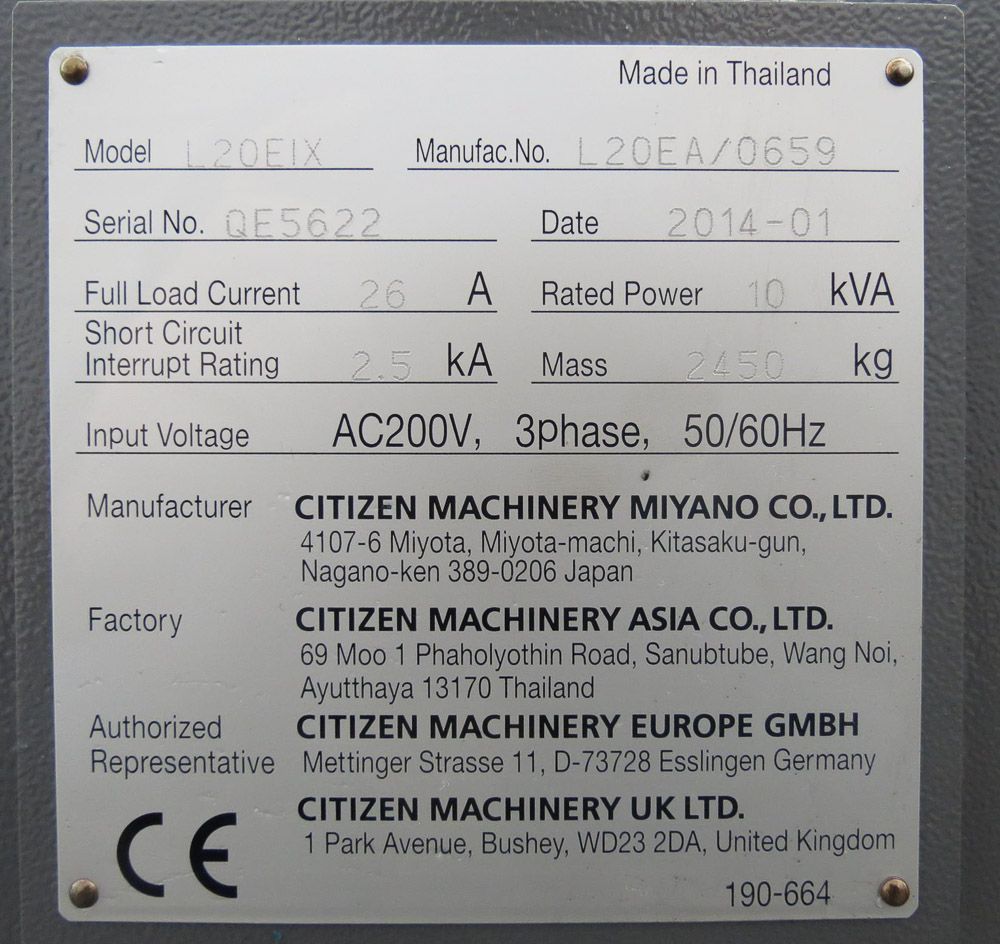 Made in Thailand
Model L20EIX Manufac.No. L20EA/0659
Serial No. QE5622 Date 2014-01
Full Load Current 26 A Rated Power 10 kVA
Short Circuit
Interrupt Rating 2.5 kA Mass 2450 kg
Input Voltage AC200V, 3phase, 50/60Hz
Manufacturer CITIZEN MACHINERY MIYANO CO., LTD.
4107-6 Miyota, Miyota-machi, Kitasaku-gun,
Nagano-ken 389-0206 Japan
Factory CITIZEN MACHINERY ASIA CO., LTD.
69 Moo 1 Phaholyothin Road, Sanubtube, Wang Noi,
Ayutthaya 13170 Thailand
Authorized CITIZEN MACHINERY EUROPE GMBH
Representative Mettinger Strasse 11, D-73728 Esslingen Germany
CITIZEN MACHINERY UK LTD.
CE 1 Park Avenue, Bushey, WD23 2DA, United Kingdom
190-664